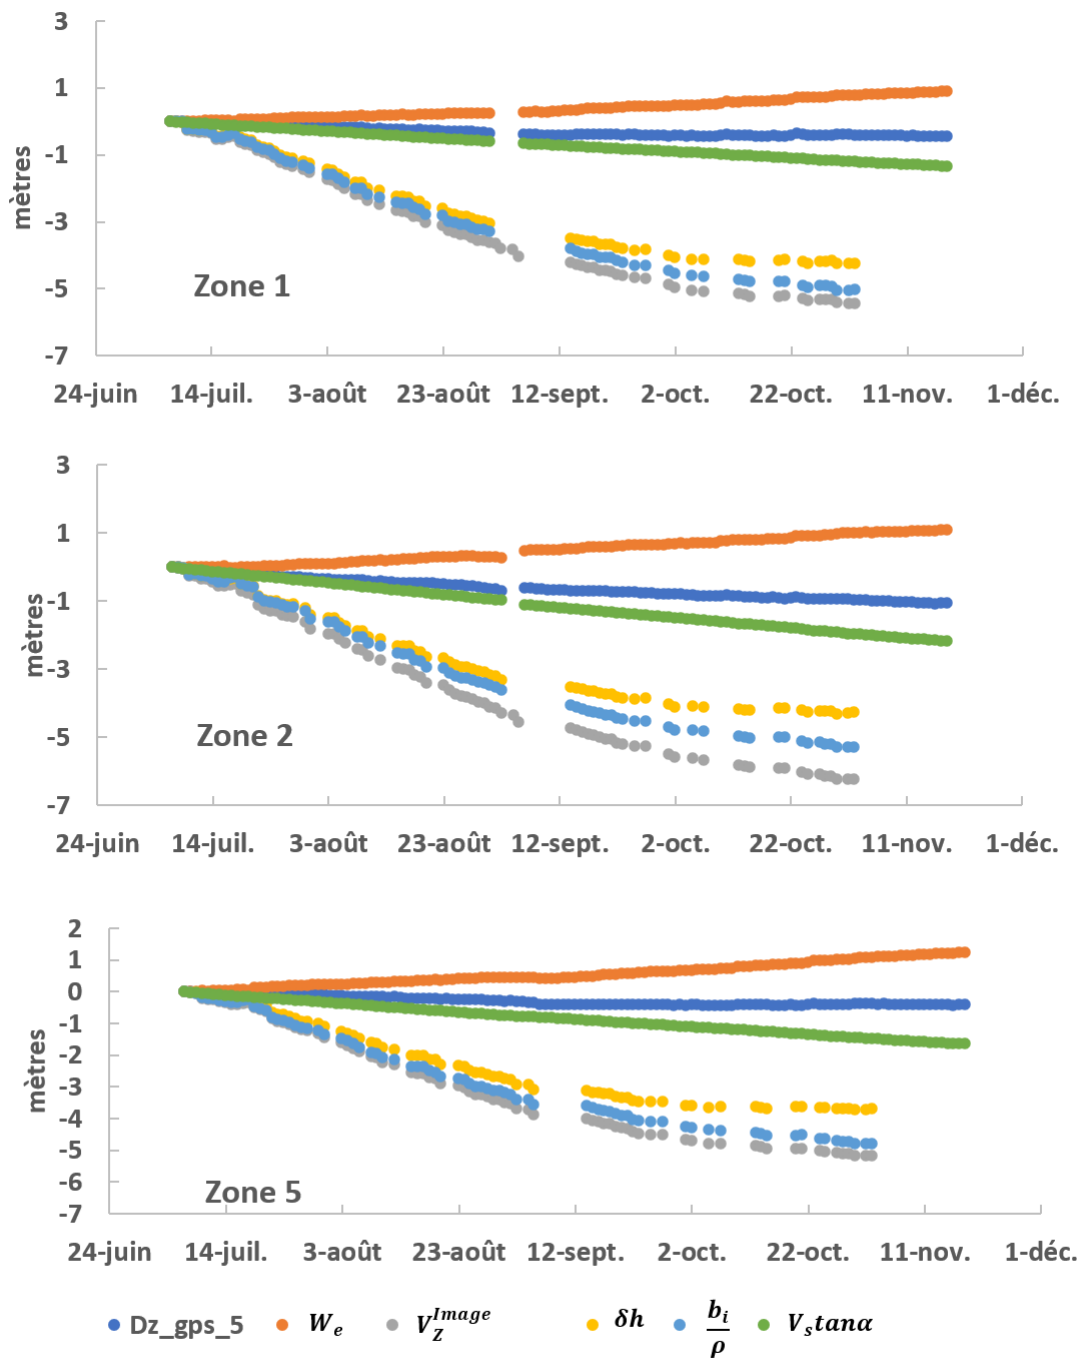 3
1
-1
-3
-5
-7
mètres
Zone 1
24-juin 14-juil. 3-août 23-août 12-sept. 2-oct. 22-oct. 11-nov. 1-déc.
3
1
-1
-3
-5
-7
mètres
Zone 2
24-juin 14-juil. 3-août 23-août 12-sept. 2-oct. 22-oct. 11-nov. 1-déc.
2
1
0
-1
-2
-3
-4
-5
-6
-7
mètres
Zone 5
24-juin 14-juil. 3-août 23-août 12-sept. 2-oct. 22-oct. 11-nov. 1-déc.
Dz_gps_5 W_e V_Z^Image δh b_i/ρ V_s tanα